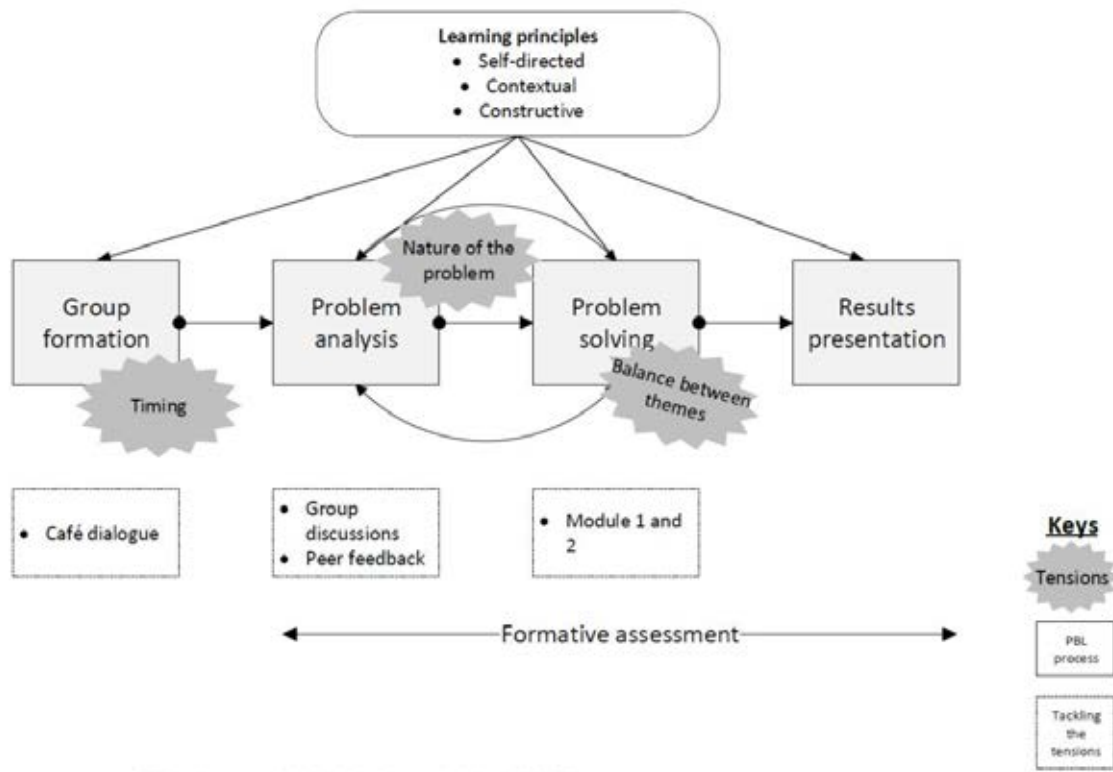 Learning principles
• Self-directed
• Contextual
• Constructive
Nature of the
problem
Group
formation
Problem
analysis
Problem
solving
Results
presentation
Timing
Balance between
themes
• Café dialogue
• Group
discussions
• Peer feedback
• Module 1 and
2
Formative assessment
Keys
Tensions
PBL
process
Tackling
the
tensions